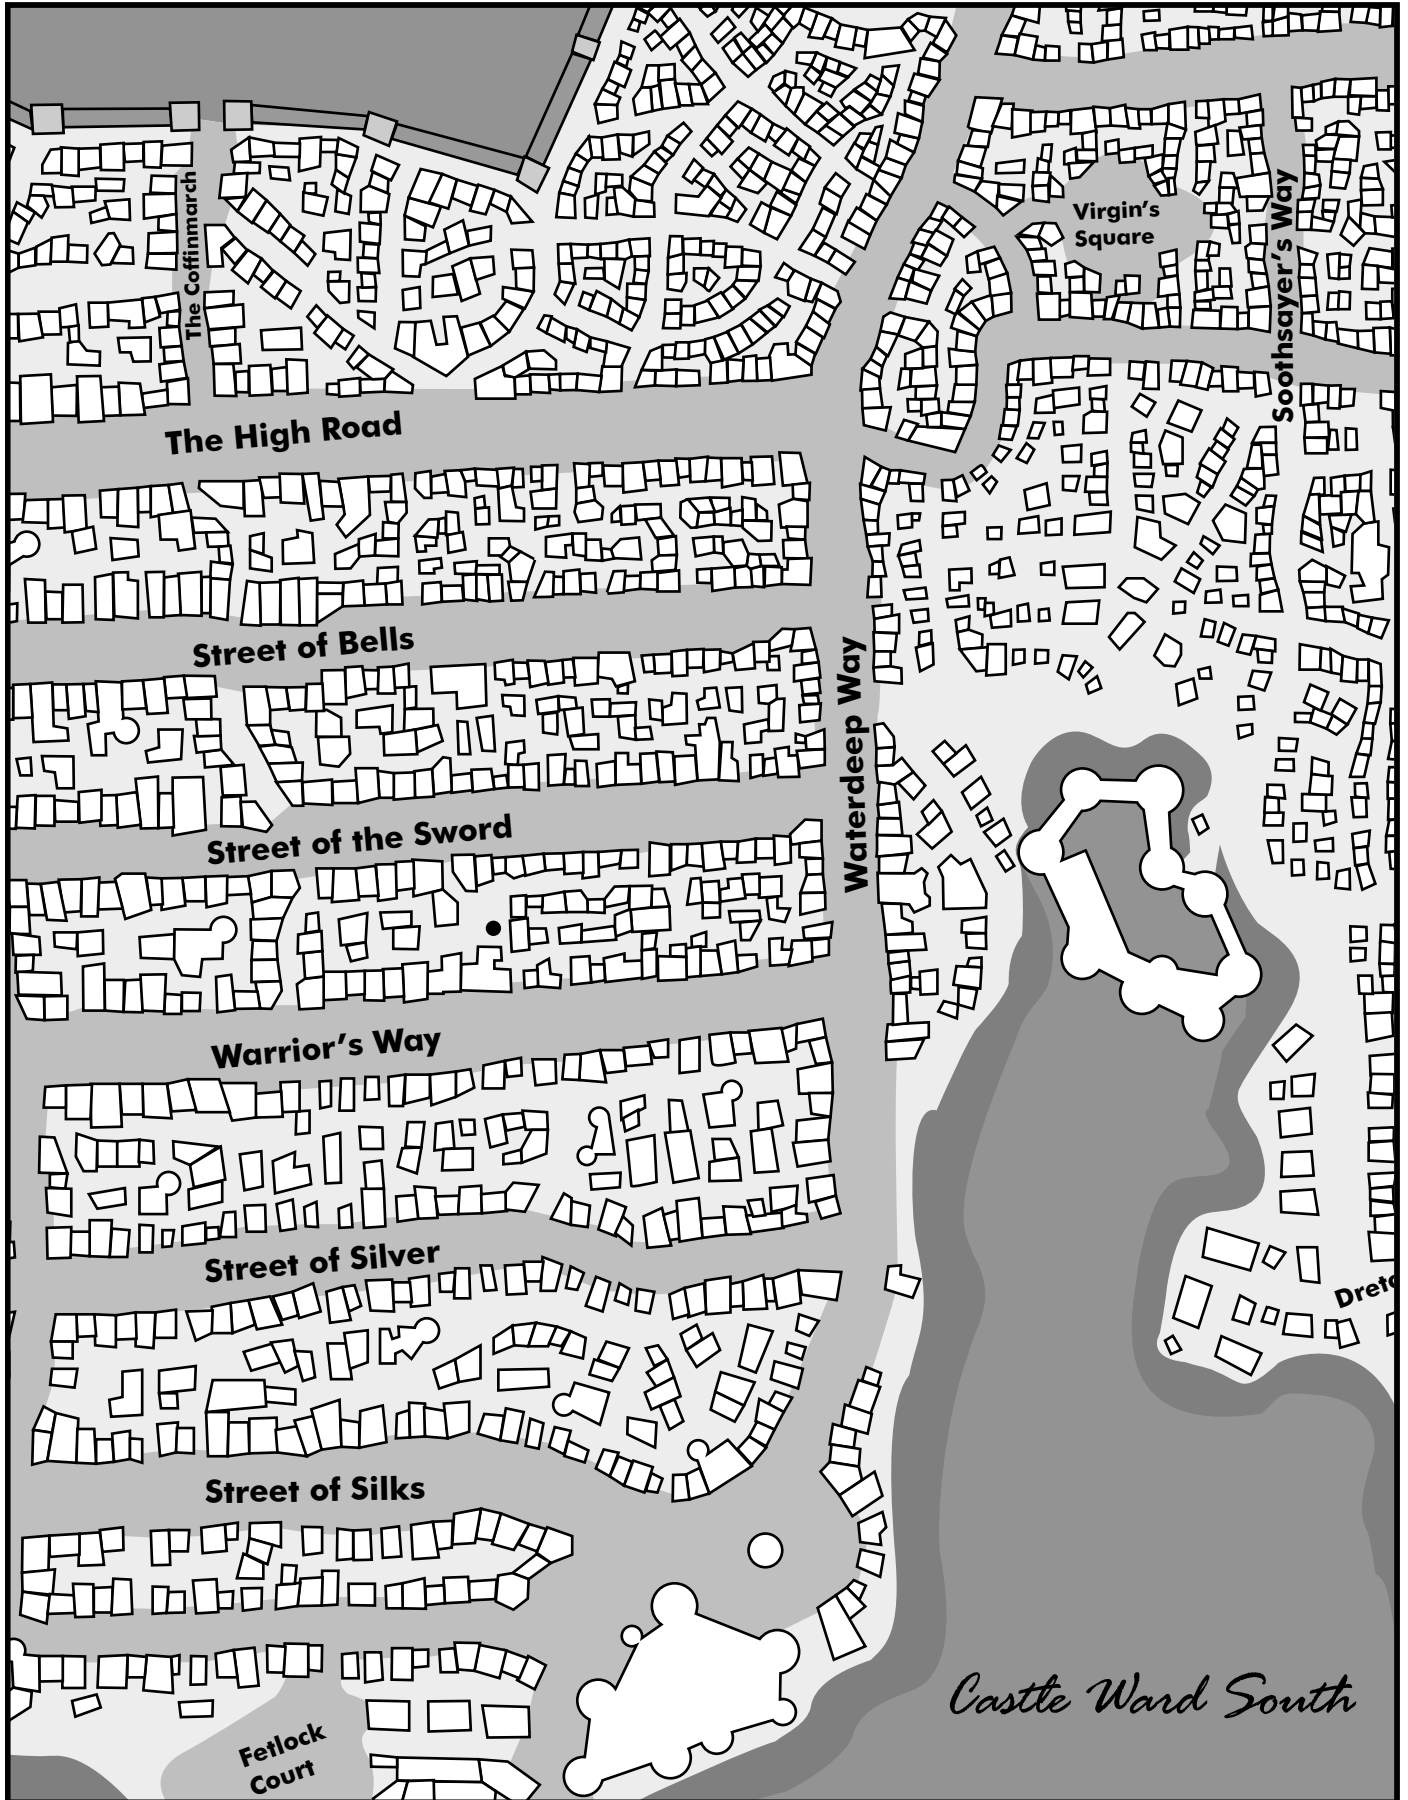 The Coffinmarch
Virgin's
Square
Soothsayer's Way
The High Road
Street of Bells
Waterdeep Way
Street of the Sword
Warrior's Way
Street of Silver
Dretc
Street of Silks
Castle Ward South
Fetlock
Court